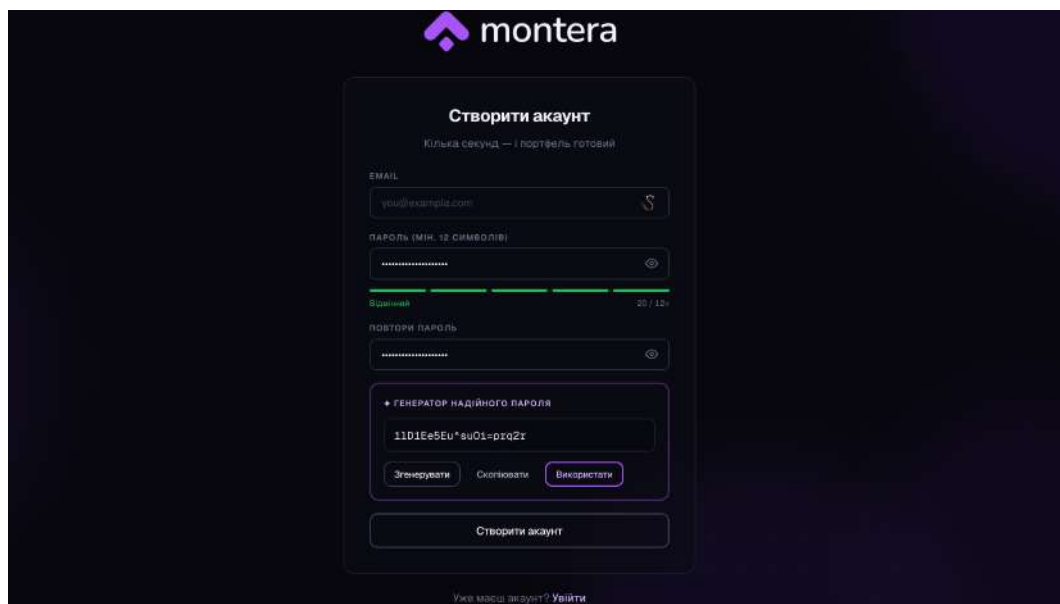 montera
Створити акаунт
Кілька секунд — і портфель готовий
EMAIL
you@example.com
ПАРОЛЬ (МІН. 12 СИМВОЛІВ)
••••••••••••••••••••
Відмінний 20 / 12+
ПОВТОРИ ПАРОЛЬ
••••••••••••••••••••
✦ ГЕНЕРАТОР НАДІЙНОГО ПАРОЛЯ
Згенерувати Скопіювати Використати
Створити акаунт
Уже маєш акаунт? Увійти